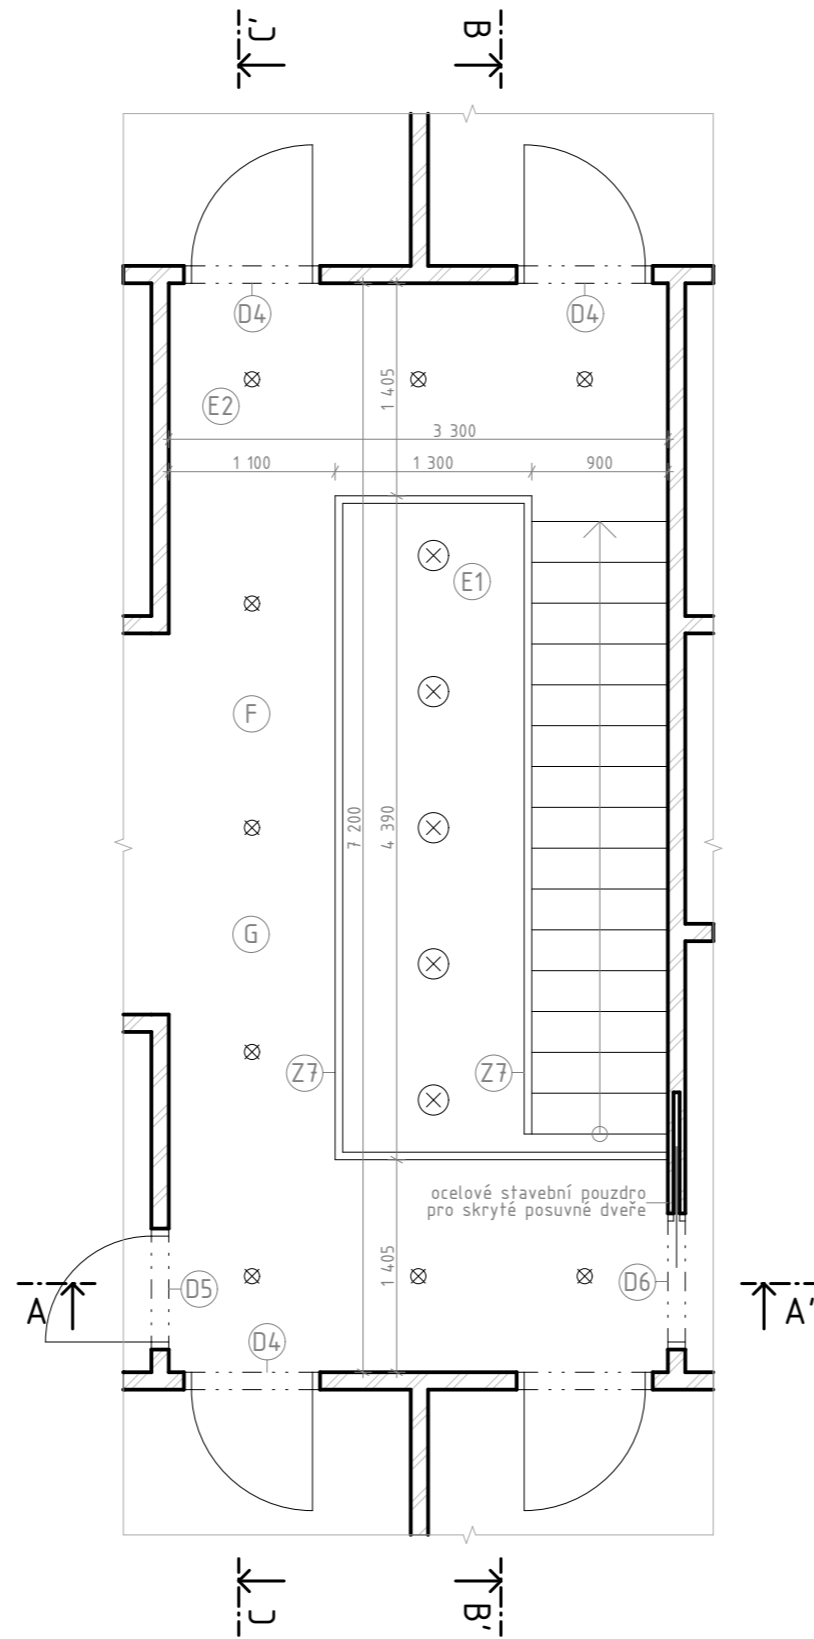 C'
B
D4
D4
E2
1 405
3 300
1 100
1 300
900
E1
F
7 200
4 390
G
Z7
Z7
ocelové stavební pouzdro
pro skryté posuvné dveře
1 405
D5
D6
A
A'
D4
C
B'